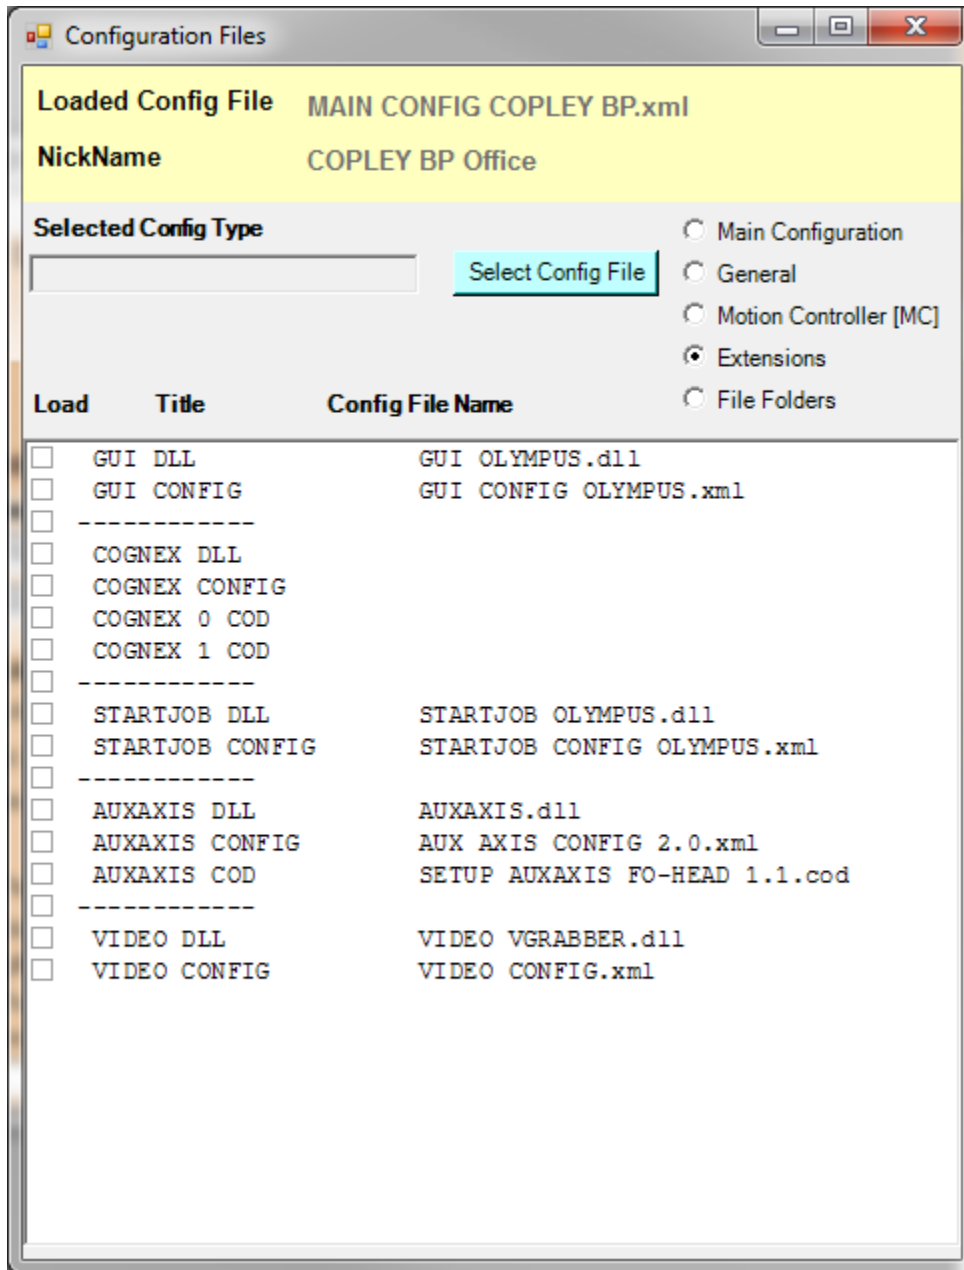 Configuration Files
Loaded Config File MAIN CONFIG COPLEY BP.xml
NickName COPLEY BP Office
Selected Config Type
Select Config File
Main Configuration
General
Motion Controller [MC]
Extensions
File Folders
Load Title Config File Name
GUI DLL GUI OLYMPUS.dll
GUI CONFIG GUI CONFIG OLYMPUS.xml
------------
COGNEX DLL
COGNEX CONFIG
COGNEX 0 COD
COGNEX 1 COD
------------
STARTJOB DLL STARTJOB OLYMPUS.dll
STARTJOB CONFIG STARTJOB CONFIG OLYMPUS.xml
------------
AUXAXIS DLL AUXAXIS.dll
AUXAXIS CONFIG AUX AXIS CONFIG 2.0.xml
AUXAXIS COD SETUP AUXAXIS FO-HEAD 1.1.cod
------------
VIDEO DLL VIDEO VGRABBER.dll
VIDEO CONFIG VIDEO CONFIG.xml